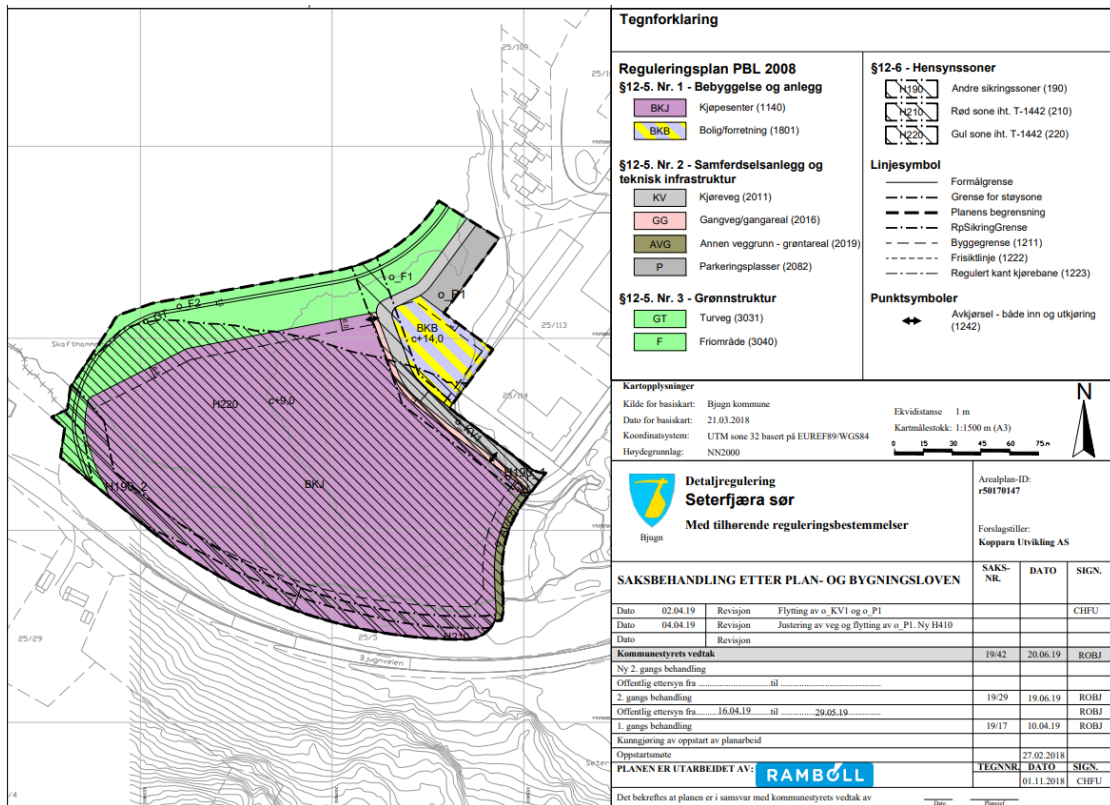 25/109
25/113
25/114
25/29
25/5
Bjugnveien
o_F1
o_F2
o_P1
BKB
c+14,0
H220
c+9,0
BKJ
o_KV1
H190_1
H190_2
H210
Tegnforklaring
Reguleringsplan PBL 2008
§12-5. Nr. 1 - Bebyggelse og anlegg
BKJ Kjøpesenter (1140)
BKB Bolig/forretning (1801)
§12-5. Nr. 2 - Samferdselsanlegg og
teknisk infrastruktur
KV Kjøreveg (2011)
GG Gangveg/gangareal (2016)
AVG Annen veggrunn - grøntareal (2019)
P Parkeringsplasser (2082)
§12-5. Nr. 3 - Grønnstruktur
GT Turveg (3031)
F Friområde (3040)
§12-6 - Hensynssoner
H190 Andre sikringssoner (190)
H210 Rød sone iht. T-1442 (210)
H220 Gul sone iht. T-1442 (220)
Linjesymbol
Formålgrense
Grense for støysone
Planens begrensning
RpSikringGrense
Byggegrense (1211)
Frisiktlinje (1222)
Regulert kant kjørebane (1223)
Punktsymboler
Avkjørsel - både inn og utkjøring
(1242)
Kartopplysninger
Kilde for basiskart: Bjugn kommune
Dato for basiskart: 21.03.2018
Koordinatsystem: UTM sone 32 basert på EUREF89/WGS84
Høydegrunnlag: NN2000
Ekvidistanse 1 m
Kartmålestokk: 1:1500 m (A3)
0 15 30 45 60 75m
N
Bjugn
Detaljregulering
Seterfjæra sør
Med tilhørende reguleringsbestemmelser
Arealplan-ID:
r50170147
Forslagstiller:
Kopparn Utvikling AS
SAKSBEHANDLING ETTER PLAN- OG BYGNINGSLOVEN SAKS-NR. DATO SIGN.
Dato 02.04.19 Revisjon Flytting av o_KV1 og o_P1 CHFU
Dato 04.04.19 Revisjon Justering av veg og flytting av o_P1. Ny H410
Dato Revisjon
Kommunestyrets vedtak 19/42 20.06.19 ROBJ
Ny 2. gangs behandling
Offentlig ettersyn fra ..............................til ..........................................
2. gangs behandling 19/29 19.06.19 ROBJ
Offentlig ettersyn fra........16.04.19........til .........29.05.19........ ROBJ
1. gangs behandling 19/17 10.04.19 ROBJ
Kunngjøring av oppstart av planarbeid
Oppstartsmøte 27.02.2018
PLANEN ER UTARBEIDET AV: RAMBOLL TEGNNR. DATO SIGN.
01.11.2018 CHFU
Det bekreftes at planen er i samsvar med kommunestyrets vedtak av
Dato Plansjef